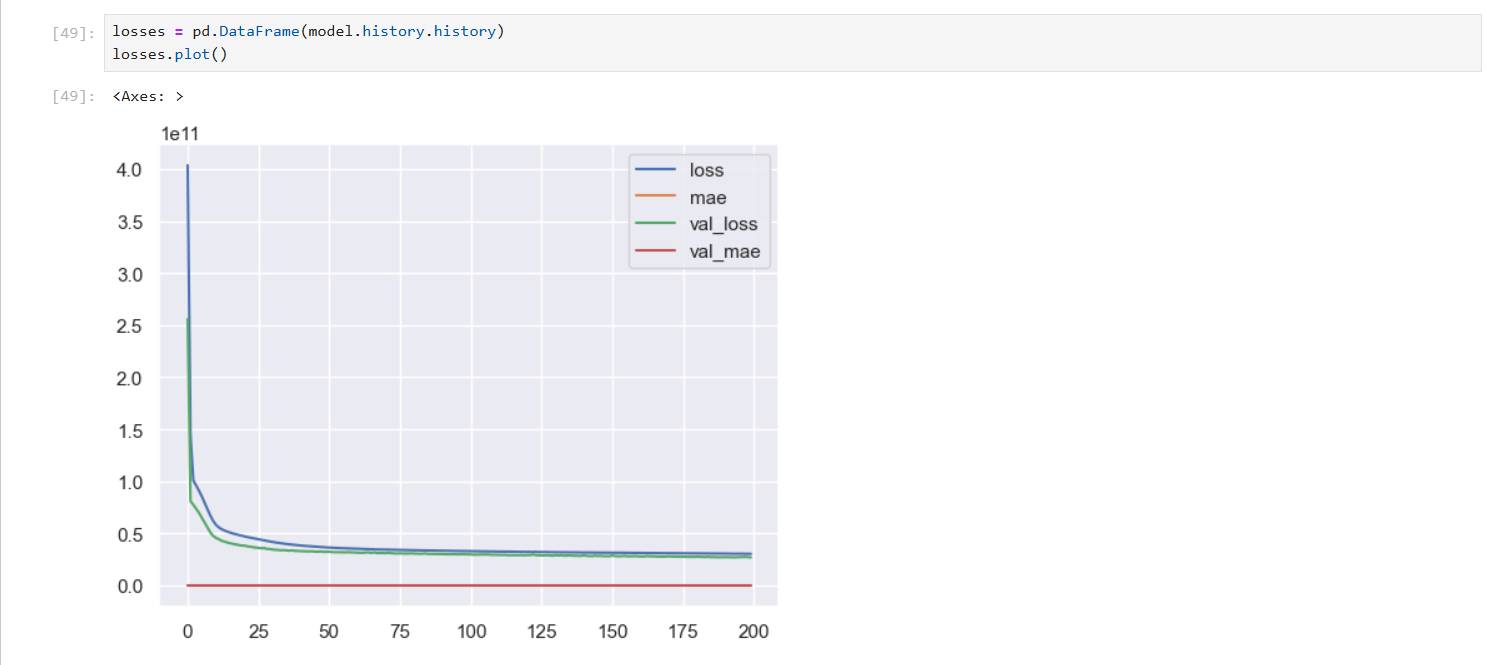 [49]: losses = pd.DataFrame(model.history.history)
losses.plot()
[49]: <Axes: >
1e11
4.0
3.5
3.0
2.5
2.0
1.5
1.0
0.5
0.0
loss
mae
val_loss
val_mae
0 25 50 75 100 125 150 175 200